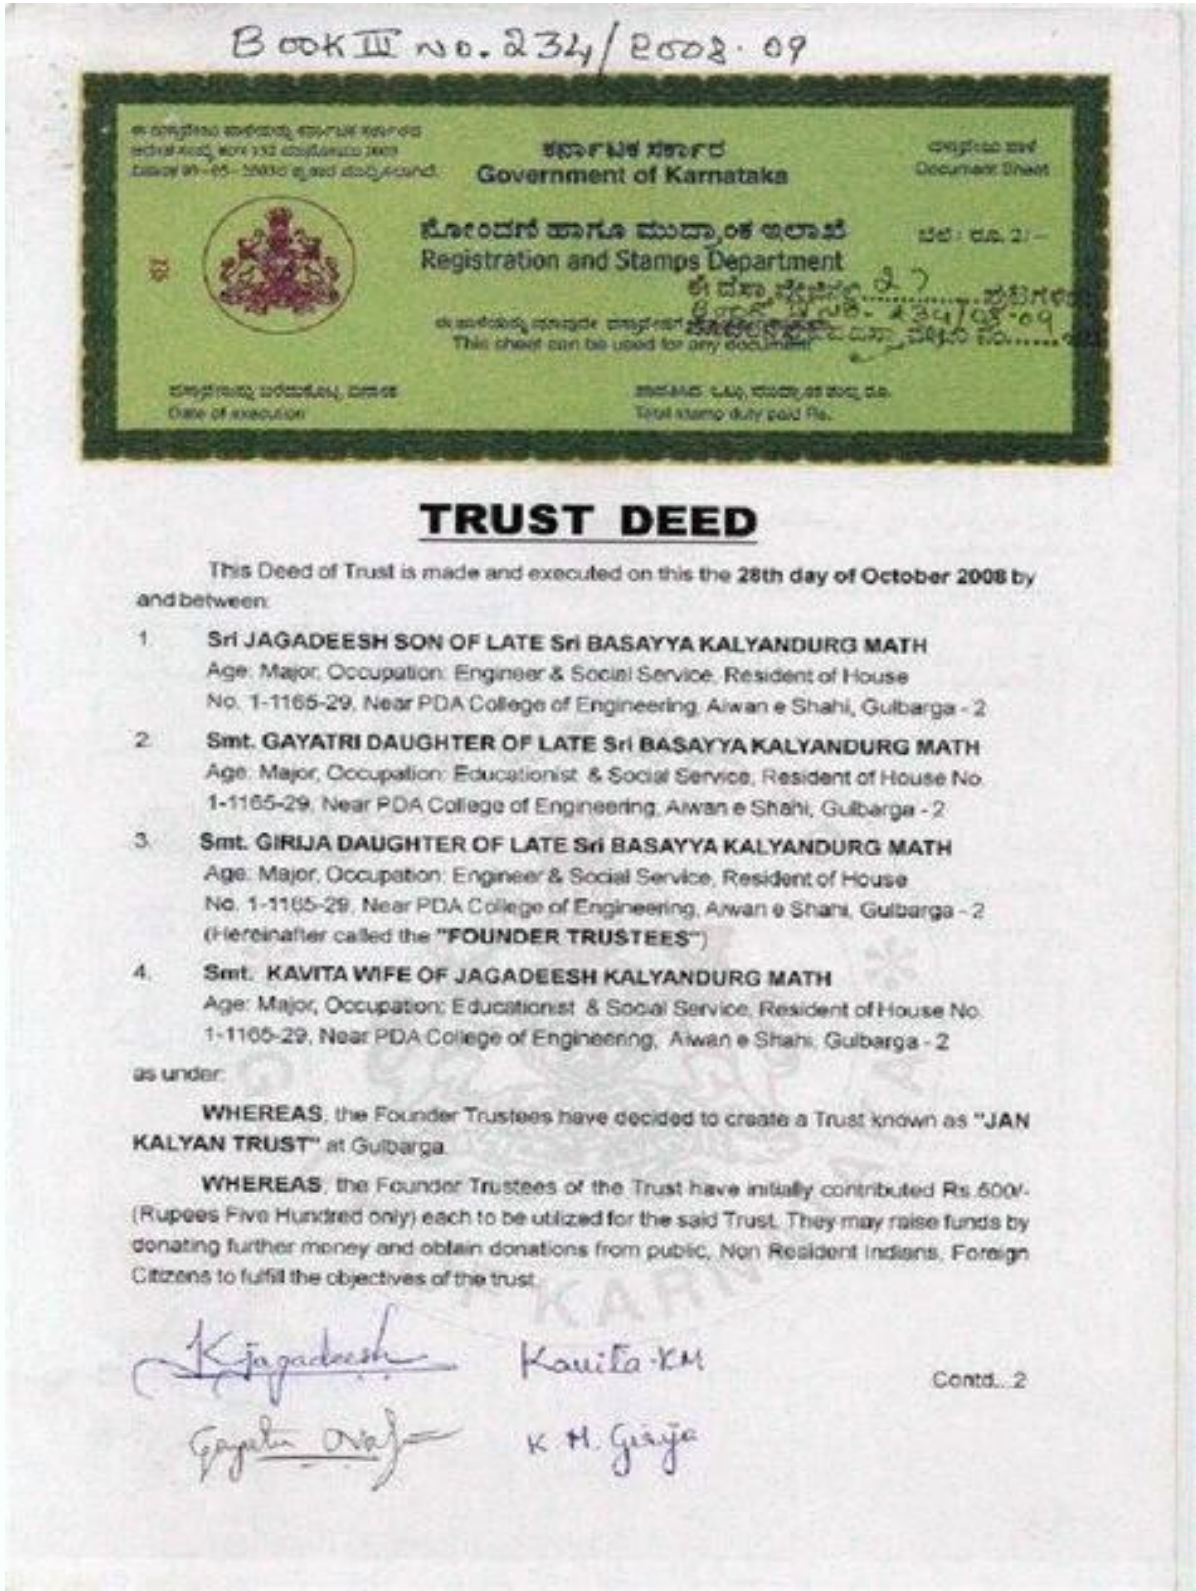 BOOK III NO. 234/2008-09
ಕರ್ನಾಟಕ ಸರ್ಕಾರ
Government of Karnataka
Document Sheet
ನೋಂದಣಿ ಹಾಗೂ ಮುದ್ರಾಂಕ ಇಲಾಖೆ
ಬೆಲೆ : ರೂ. 2/-
Registration and Stamps Department
234/08-09
This sheet can be used for any document
Date of execution
Total stamp duty paid Rs.
TRUST DEED
This Deed of Trust is made and executed on this the 28th day of October 2008 by
and between:
1. Sri JAGADEESH SON OF LATE Sri BASAYYA KALYANDURG MATH
Age: Major, Occupation: Engineer & Social Service, Resident of House
No. 1-1165-29, Near PDA College of Engineering, Aiwan e Shahi, Gulbarga - 2
2. Smt. GAYATRI DAUGHTER OF LATE Sri BASAYYA KALYANDURG MATH
Age: Major, Occupation: Educationist & Social Service, Resident of House No.
1-1165-29, Near PDA College of Engineering, Aiwan e Shahi, Gulbarga - 2
3. Smt. GIRIJA DAUGHTER OF LATE Sri BASAYYA KALYANDURG MATH
Age: Major, Occupation: Engineer & Social Service, Resident of House
No. 1-1165-29, Near PDA College of Engineering, Aiwan e Shahi, Gulbarga - 2
(Hereinafter called the "FOUNDER TRUSTEES")
4. Smt. KAVITA WIFE OF JAGADEESH KALYANDURG MATH
Age: Major, Occupation: Educationist & Social Service, Resident of House No.
1-1165-29, Near PDA College of Engineering, Aiwan e Shahi, Gulbarga - 2
as under:
WHEREAS, the Founder Trustees have decided to create a Trust known as "JAN
KALYAN TRUST" at Gulbarga.
WHEREAS, the Founder Trustees of the Trust have initially contributed Rs.500/-
(Rupees Five Hundred only) each to be utilized for the said Trust. They may raise funds by
donating further money and obtain donations from public, Non Resident Indians, Foreign
Citizens to fulfill the objectives of the trust.
K jagadeesh Kavita-KM
Contd...2
K M. Girija